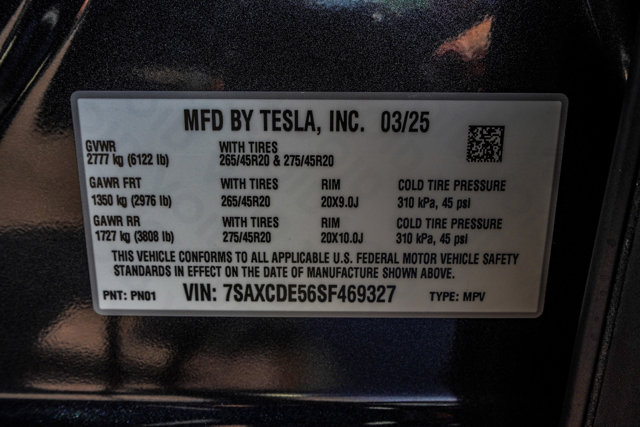 MFD BY TESLA, INC. 03/25
GVWR WITH TIRES
2777 kg (6122 lb) 265/45R20 & 275/45R20
GAWR FRT WITH TIRES RIM COLD TIRE PRESSURE
1350 kg (2976 lb) 265/45R20 20X9.0J 310 kPa, 45 psi
GAWR RR WITH TIRES RIM COLD TIRE PRESSURE
1727 kg (3808 lb) 275/45R20 20X10.0J 310 kPa, 45 psi
THIS VEHICLE CONFORMS TO ALL APPLICABLE U.S. FEDERAL MOTOR VEHICLE SAFETY
STANDARDS IN EFFECT ON THE DATE OF MANUFACTURE SHOWN ABOVE.
PNT: PN01 VIN: 7SAXCDE56SF469327 TYPE: MPV